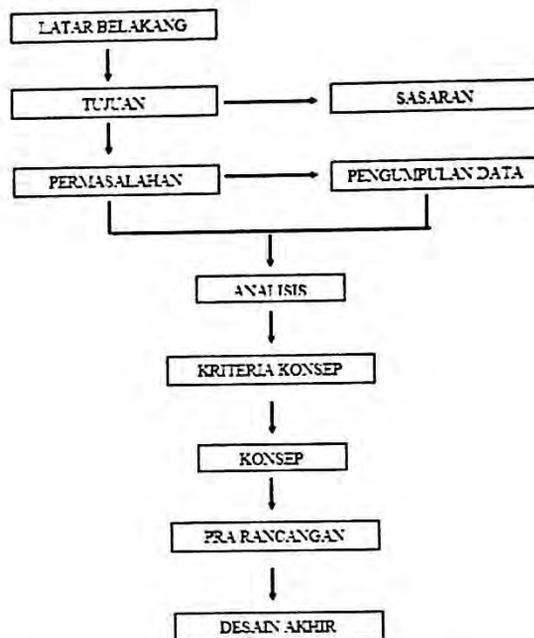 LATAR BELAKANG
TUJUAN
SASARAN
PERMASALAHAN
PENGUMPULAN DATA
ANALISIS
KRITERIA KONSEP
KONSEP
PRA RANCANGAN
DESAIN AKHIR